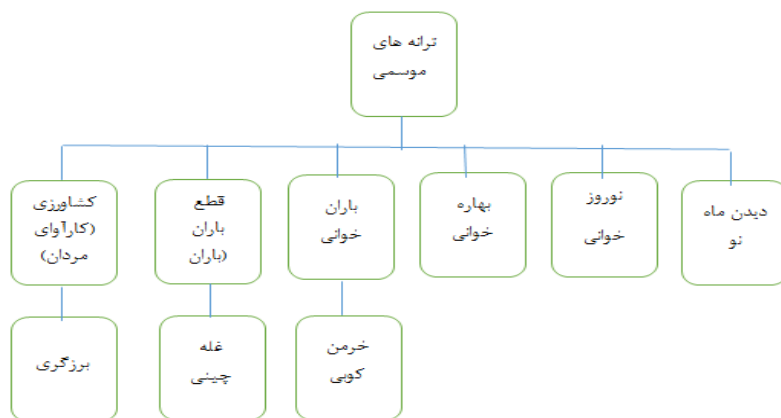 ترانه های
موسمی
دیدن ماه
نو
نوروز
خوانی
بهاره
خوانی
باران
خوانی
قطع
باران
(باران
کشاورزی
(کارآوای
مردان)
خرمن
کوبی
غله
چینی
برزگری